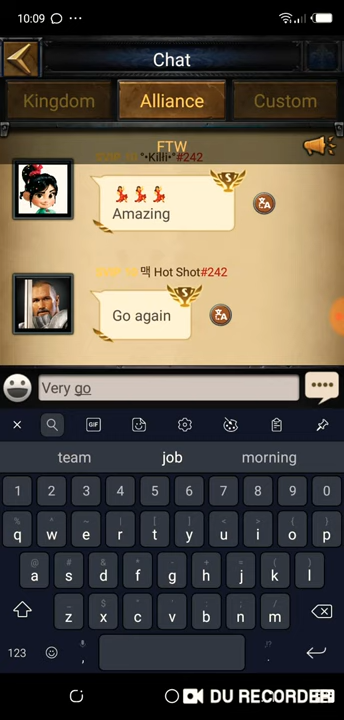 10:09
Chat
Kingdom Alliance Custom
FTW
"•Killi•"#242
Amazing
맥 Hot Shot#242
Go again
Very go
GIF
team job morning
1 2 3 4 5 6 7 8 9 0
q w e r t y u i o p
a s d f g h j k l
z x c v b n m
123 , .
DU RECORDER